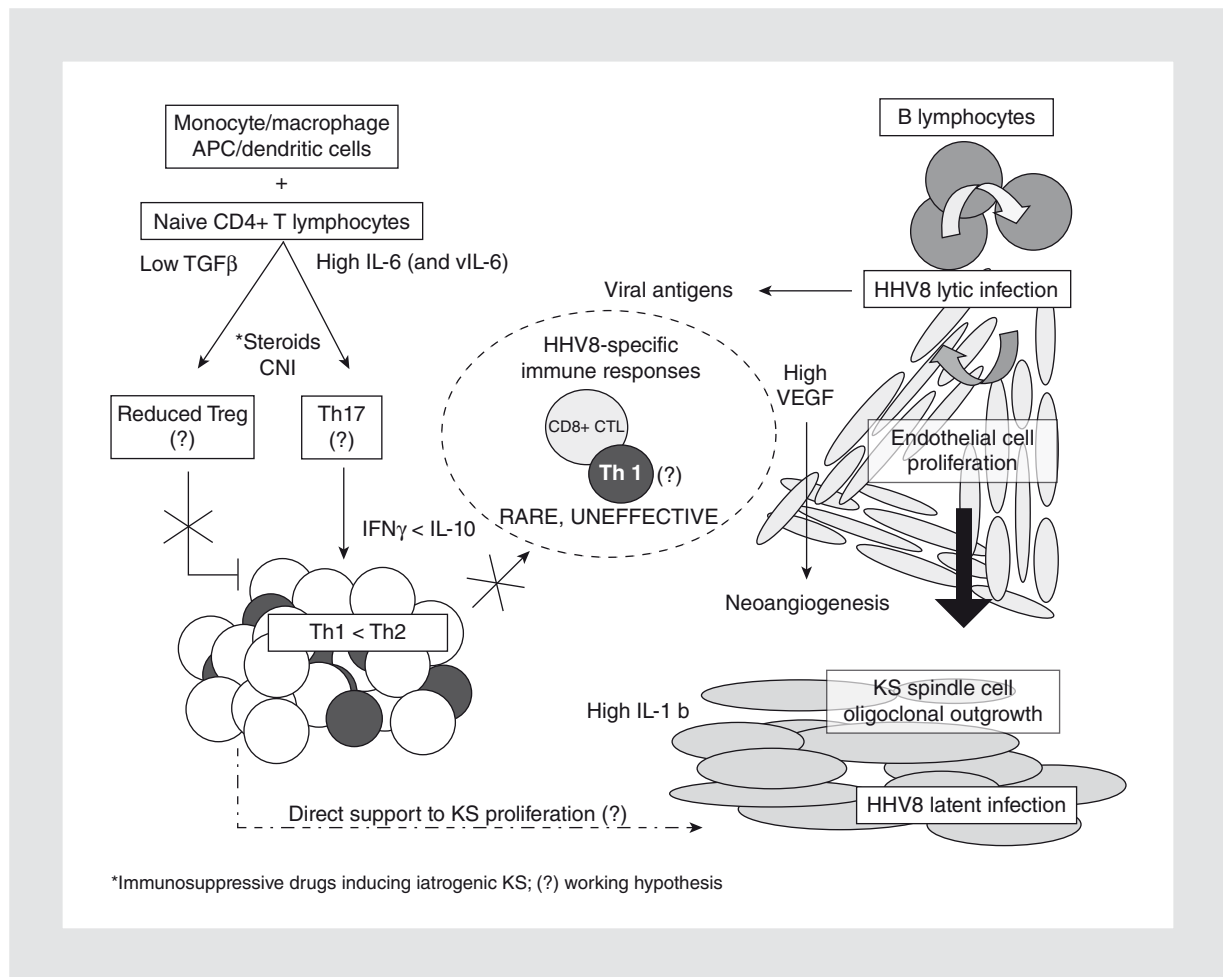 Monocyte/macrophage
APC/dendritic cells
+
Naive CD4+ T lymphocytes
Low TGFβ
High IL-6 (and vIL-6)
*Steroids
CNI
Reduced Treg
(?)
Th17
(?)
IFNγ < IL-10
Th1 < Th2
Direct support to KS proliferation (?)
HHV8-specific
immune responses
CD8+ CTL
Th 1
(?)
RARE, UNEFFECTIVE
B lymphocytes
HHV8 lytic infection
Viral antigens
High
VEGF
Endothelial cell
proliferation
Neoangiogenesis
KS spindle cell
oligoclonal outgrowth
High IL-1 b
HHV8 latent infection
*Immunosuppressive drugs inducing iatrogenic KS; (?) working hypothesis